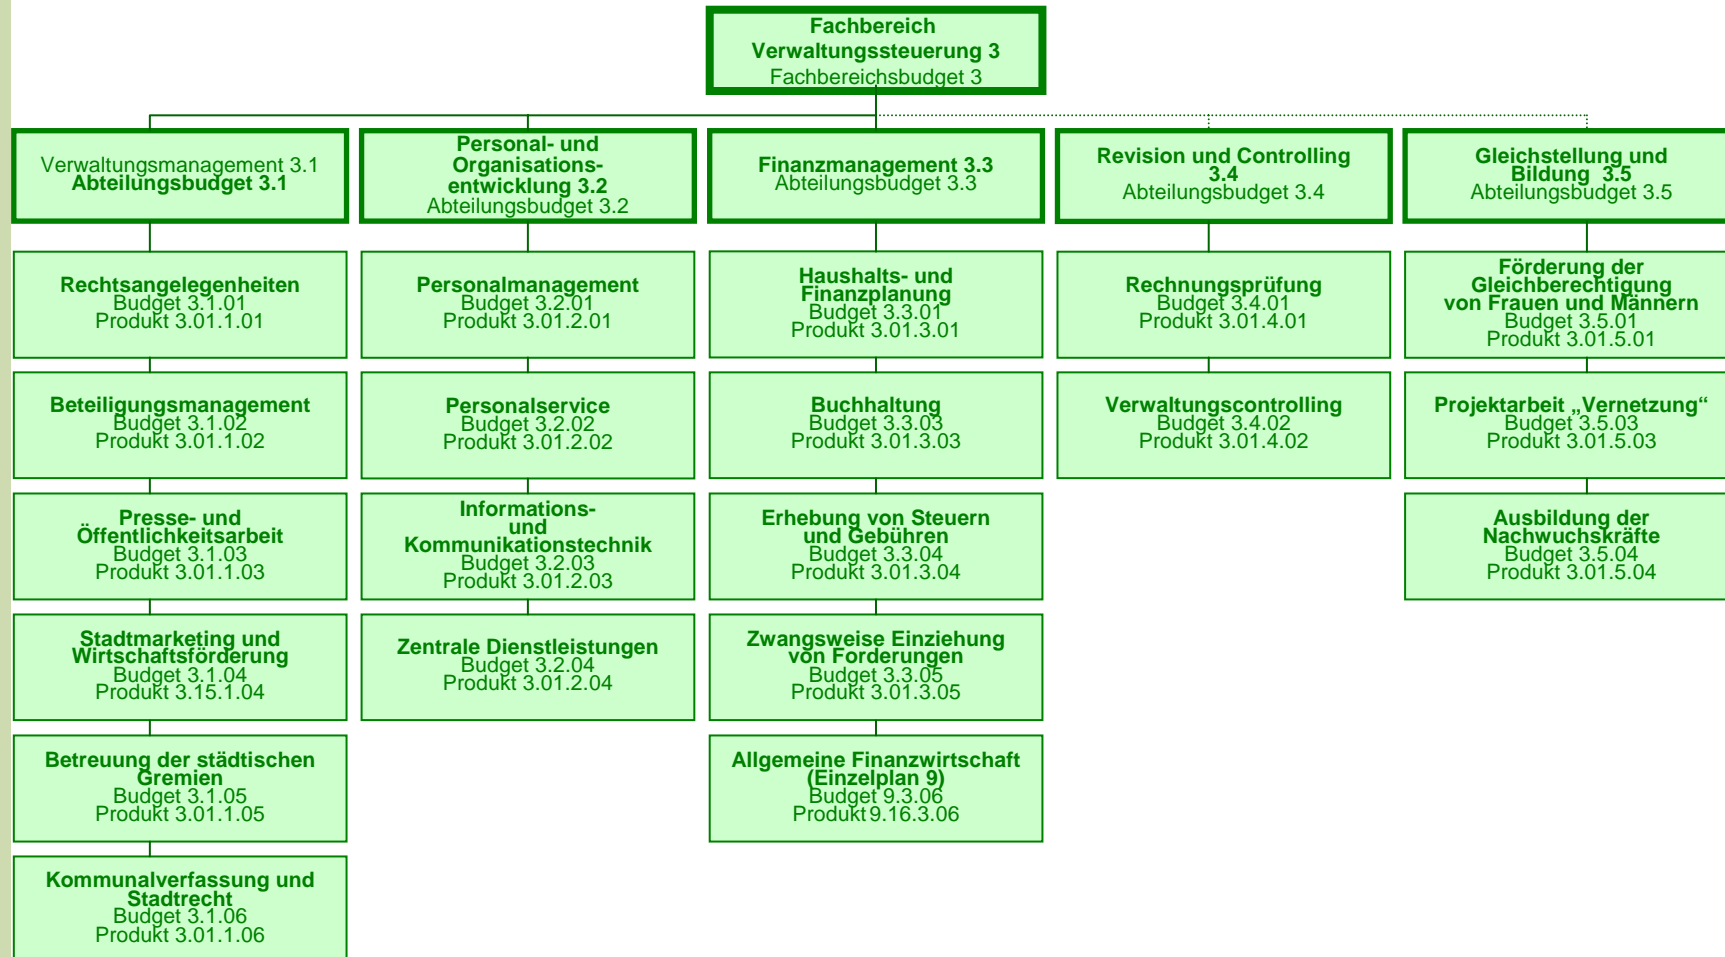 Fachbereich
Verwaltungssteuerung 3
Fachbereichsbudget 3
Verwaltungsmanagement 3.1
Abteilungsbudget 3.1
Personal- und
Organisations-
entwicklung 3.2
Abteilungsbudget 3.2
Finanzmanagement 3.3
Abteilungsbudget 3.3
Revision und Controlling
3.4
Abteilungsbudget 3.4
Gleichstellung und
Bildung 3.5
Abteilungsbudget 3.5
Rechtsangelegenheiten
Budget 3.1.01
Produkt 3.01.1.01
Personalmanagement
Budget 3.2.01
Produkt 3.01.2.01
Haushalts- und
Finanzplanung
Budget 3.3.01
Produkt 3.01.3.01
Rechnungsprüfung
Budget 3.4.01
Produkt 3.01.4.01
Förderung der
Gleichberechtigung
von Frauen und Männern
Budget 3.5.01
Produkt 3.01.5.01
Beteiligungsmanagement
Budget 3.1.02
Produkt 3.01.1.02
Personalservice
Budget 3.2.02
Produkt 3.01.2.02
Buchhaltung
Budget 3.3.03
Produkt 3.01.3.03
Verwaltungscontrolling
Budget 3.4.02
Produkt 3.01.4.02
Projektarbeit „Vernetzung“
Budget 3.5.03
Produkt 3.01.5.03
Presse- und
Öffentlichkeitsarbeit
Budget 3.1.03
Produkt 3.01.1.03
Informations-
und
Kommunikationstechnik
Budget 3.2.03
Produkt 3.01.2.03
Erhebung von Steuern
und Gebühren
Budget 3.3.04
Produkt 3.01.3.04
Ausbildung der
Nachwuchskräfte
Budget 3.5.04
Produkt 3.01.5.04
Stadtmarketing und
Wirtschaftsförderung
Budget 3.1.04
Produkt 3.15.1.04
Zentrale Dienstleistungen
Budget 3.2.04
Produkt 3.01.2.04
Zwangsweise Einziehung
von Forderungen
Budget 3.3.05
Produkt 3.01.3.05
Betreuung der städtischen
Gremien
Budget 3.1.05
Produkt 3.01.1.05
Allgemeine Finanzwirtschaft
(Einzelplan 9)
Budget 9.3.06
Produkt 9.16.3.06
Kommunalverfassung und
Stadtrecht
Budget 3.1.06
Produkt 3.01.1.06